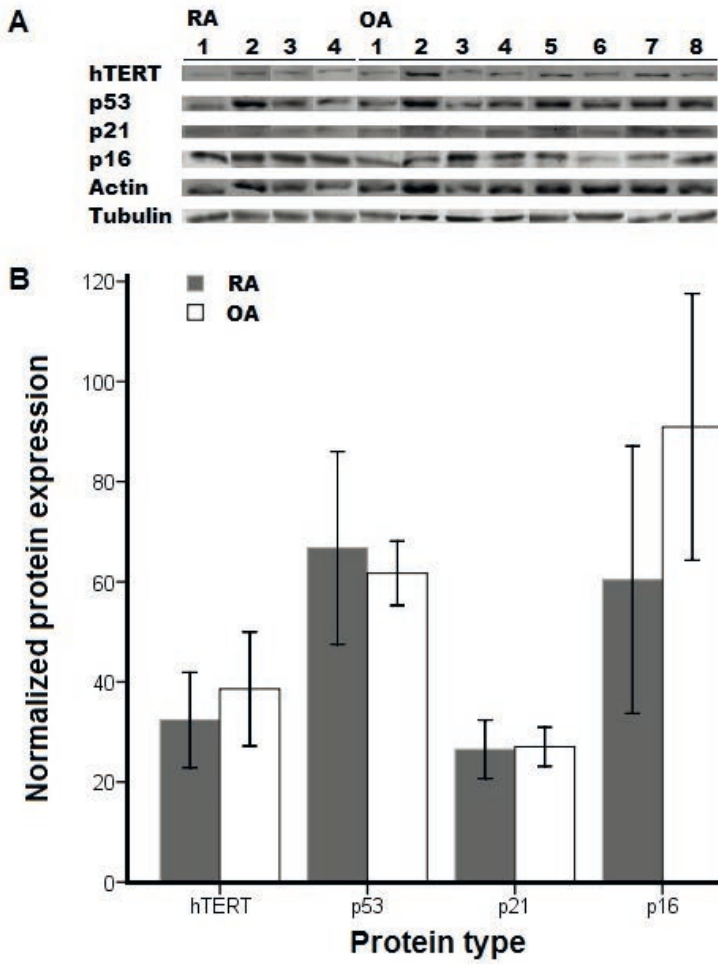 A
RA OA
1 2 3 4 1 2 3 4 5 6 7 8
hTERT
p53
p21
p16
Actin
Tubulin
B
RA
OA
Normalized protein expression
120
100
80
60
40
20
0
hTERT p53 p21 p16
Protein type